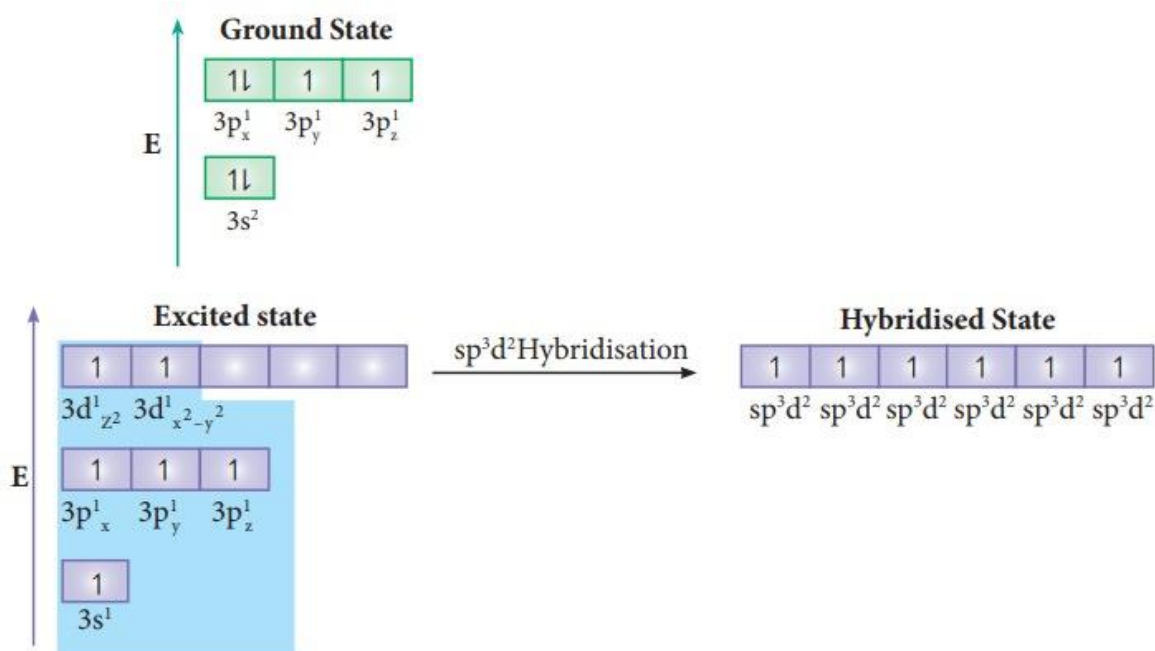 Ground State
1⇂ 1 1
3p¹ₓ 3p¹ᵧ 3p¹z
E
1⇂
3s²
Excited state
Hybridised State
1 1
sp³d²Hybridisation
1 1 1 1 1 1
3d¹z² 3d¹x²–y²
sp³d² sp³d² sp³d² sp³d² sp³d² sp³d²
1 1 1
E
3p¹ₓ 3p¹ᵧ 3p¹z
1
3s¹